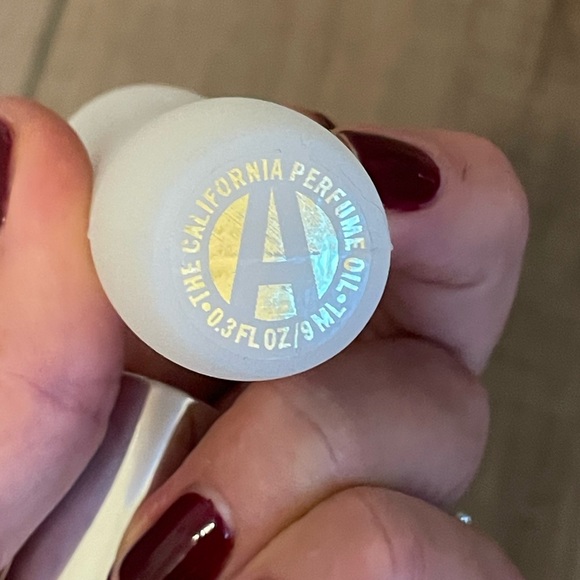 THE CALIFORNIA PERFUME OIL
A
0.3 FL OZ/9 ML